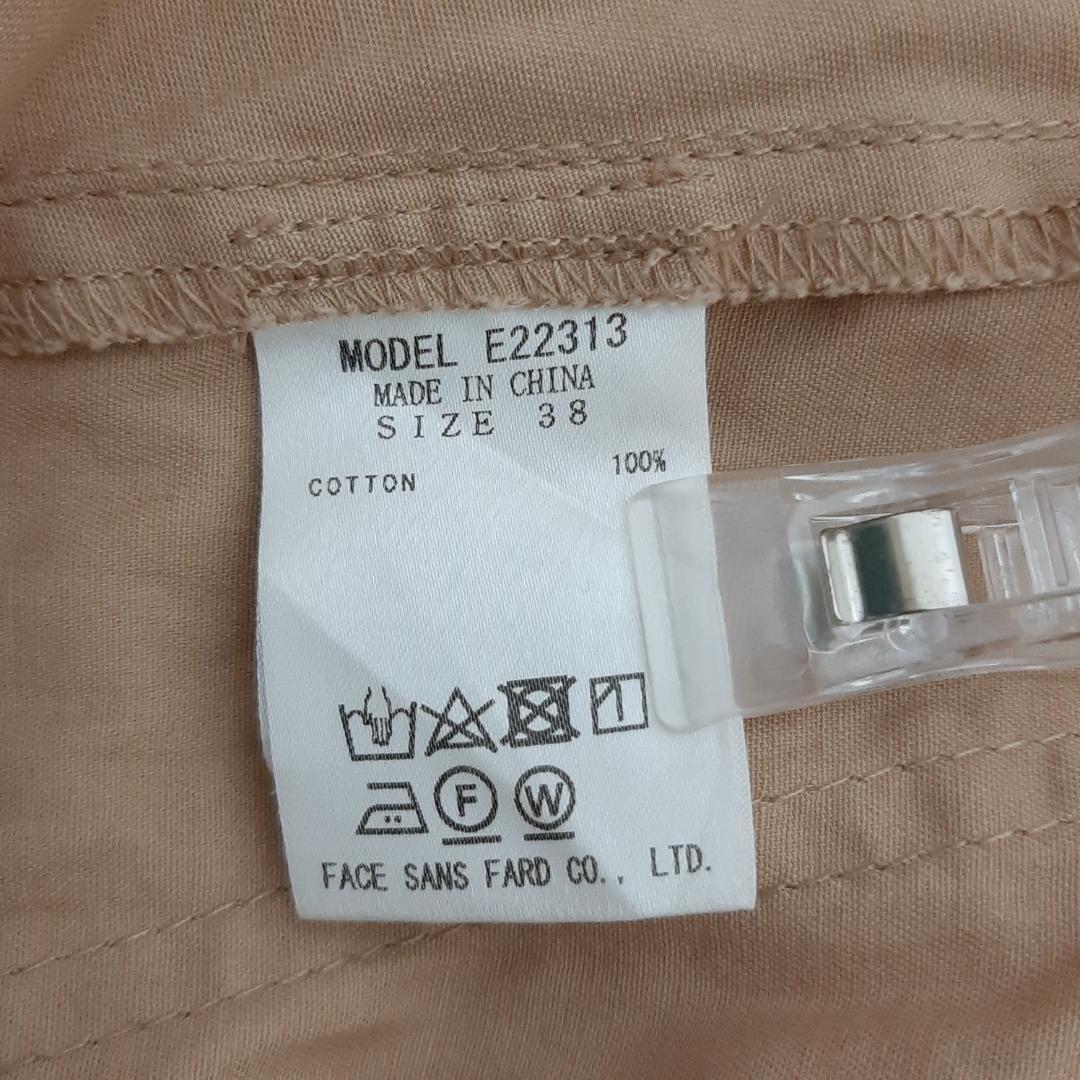 MODEL E22313
MADE IN CHINA
SIZE 38
COTTON 100%
F W
FACE SANS FARD CO., LTD.